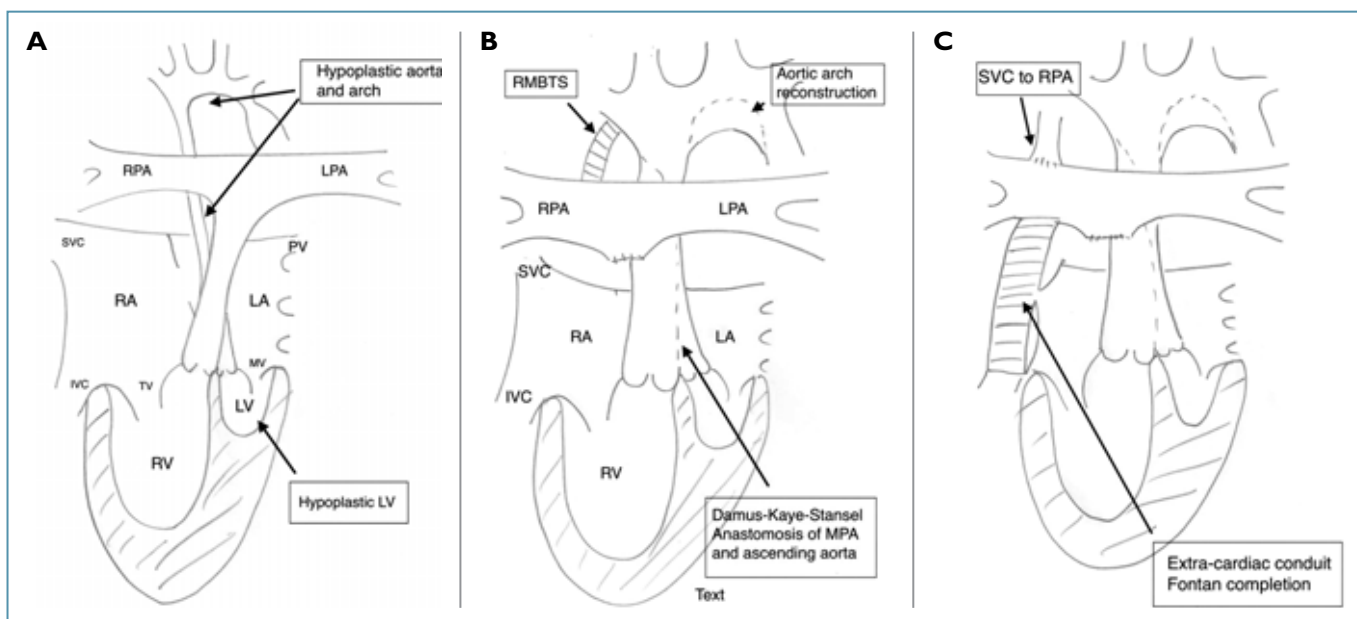 A
Hypoplastic aorta
and arch
RPA
LPA
SVC
PV
RA
LA
IVC
TV
MV
LV
RV
Hypoplastic LV
B
RMBTS
Aortic arch
reconstruction
RPA
LPA
SVC
RA
LA
IVC
RV
Damus-Kaye-Stansel
Anastomosis of MPA
and ascending aorta
Text
C
SVC to RPA
Extra-cardiac conduit
Fontan completion